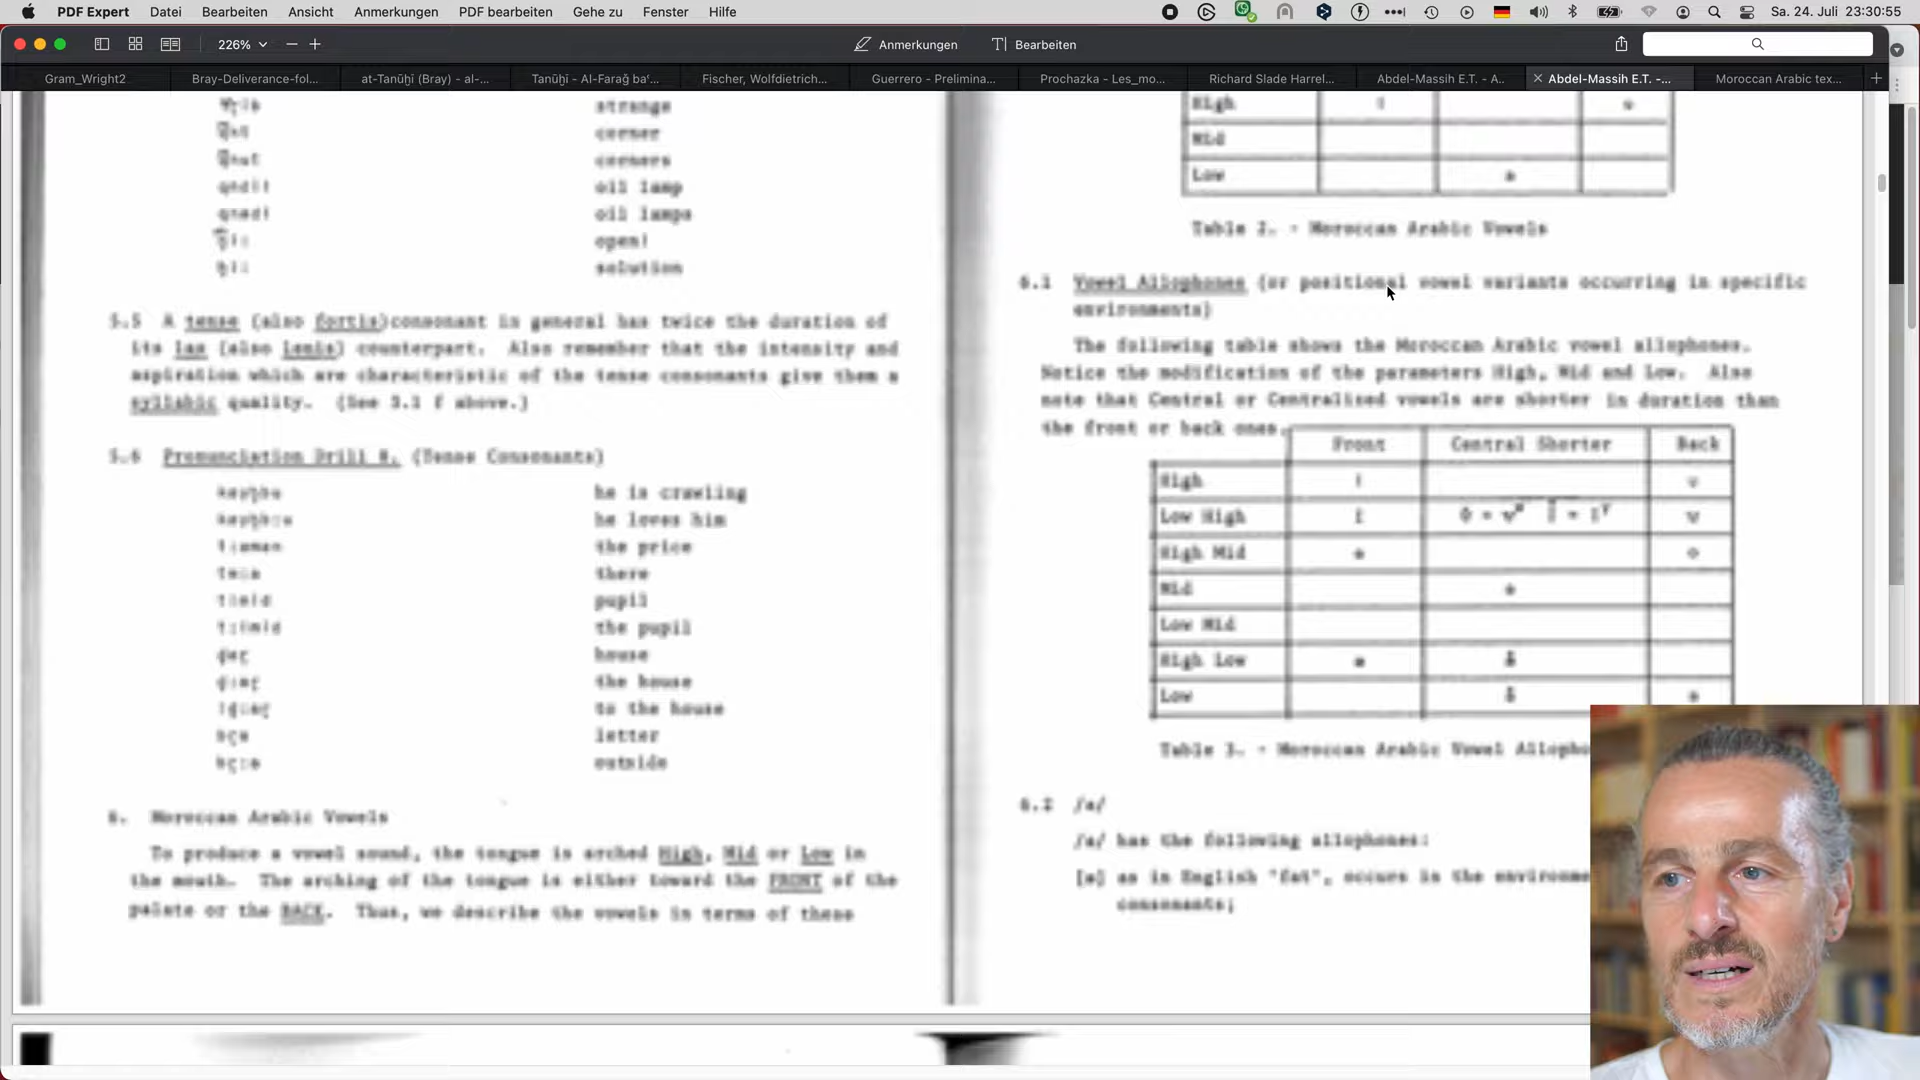 PDF Expert Datei Bearbeiten Ansicht Anmerkungen PDF bearbeiten Gehe zu Fenster Hilfe Sa. 24. Juli 23:30:55
226% Anmerkungen Bearbeiten
Gram_Wright2 Bray-Deliverance-fol... at-Tanūḫī (Bray) - al-... Tanūḫī - Al-Farağ baʿ... Fischer, Wolfdietrich... Guerrero - Prelimina... Prochazka - Les_mo... Richard Slade Harrel... Abdel-Massih E.T. - A... Abdel-Massih E.T. -... Moroccan Arabic tex...
strange
corner
corners
oil lamp
oil lamps
open!
solution
5.5 A tense (also fortis)consonant in general has twice the duration of
its lax (also lenis) counterpart. Also remember that the intensity and
aspiration which are characteristic of the tense consonants give them a
syllabic quality. (See 3.1 f above.)
5.6 Pronunciation Drill 8. (Tense Consonants)
he is crawling
he loves him
the price
there
pupil
the pupil
house
the house
to the house
letter
outside
6. Moroccan Arabic Vowels
To produce a vowel sound, the tongue is arched High, Mid or Low in
the mouth. The arching of the tongue is either toward the FRONT of the
palate or the BACK. Thus, we describe the vowels in terms of these
High
Mid
Low
Table 2. - Moroccan Arabic Vowels
6.1 Vowel Allophones (or positional vowel variants occurring in specific
environments)
The following table shows the Moroccan Arabic vowel allophones.
Notice the modification of the parameters High, Mid and Low. Also
note that Central or Centralized vowels are shorter in duration than
the front or back ones.
Front Central Shorter Back
High
Low High
High Mid
Mid
Low Mid
High Low
Low
Table 3. - Moroccan Arabic Vowel
6.2 /a/
/a/ has the following allophones:
as in English "fat", occurs in the
consonants;